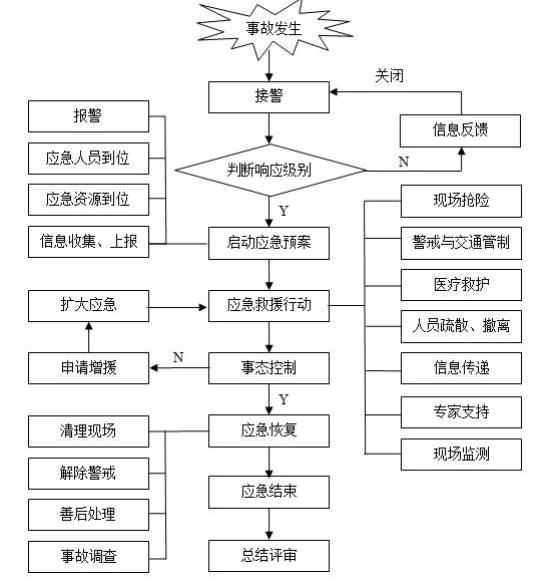 事故发生
接警
关闭
信息反馈
判断响应级别
N
Y
报警
应急人员到位
应急资源到位
信息收集、上报
启动应急预案
现场抢险
警戒与交通管制
医疗救护
人员疏散、撤离
信息传递
专家支持
现场监测
扩大应急
应急救援行动
申请增援
N
事态控制
Y
清理现场
解除警戒
善后处理
事故调查
应急恢复
应急结束
总结评审